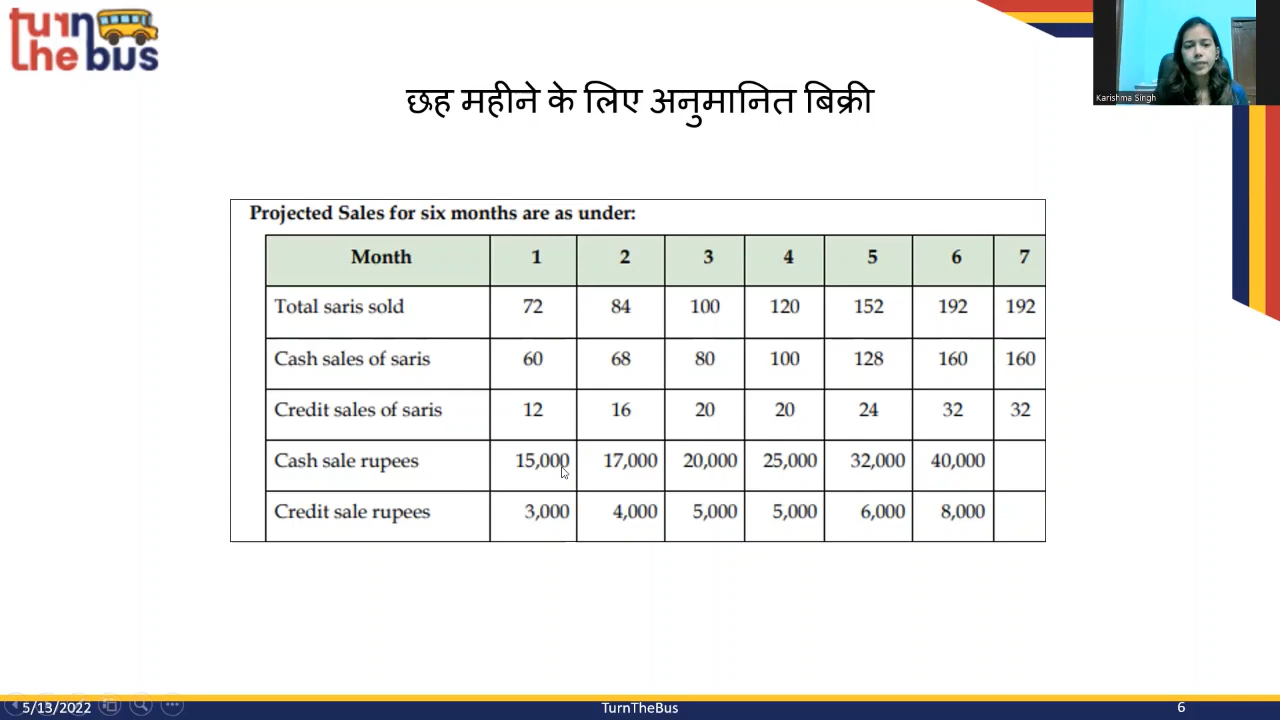 turn
the bus
Karishma Singh
छह महीने के लिए अनुमानित बिक्री
Projected Sales for six months are as under:
Month 1 2 3 4 5 6 7
Total saris sold 72 84 100 120 152 192 192
Cash sales of saris 60 68 80 100 128 160 160
Credit sales of saris 12 16 20 20 24 32 32
Cash sale rupees 15,000 17,000 20,000 25,000 32,000 40,000
Credit sale rupees 3,000 4,000 5,000 5,000 6,000 8,000
5/13/2022 TurnTheBus 6